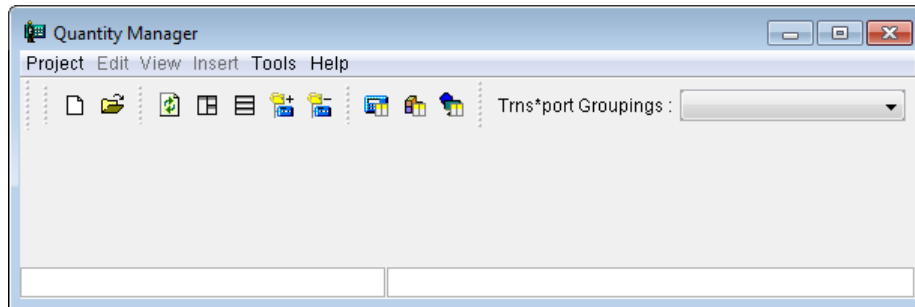 Quantity Manager
Project Edit View Insert Tools Help
Trns*port Groupings :